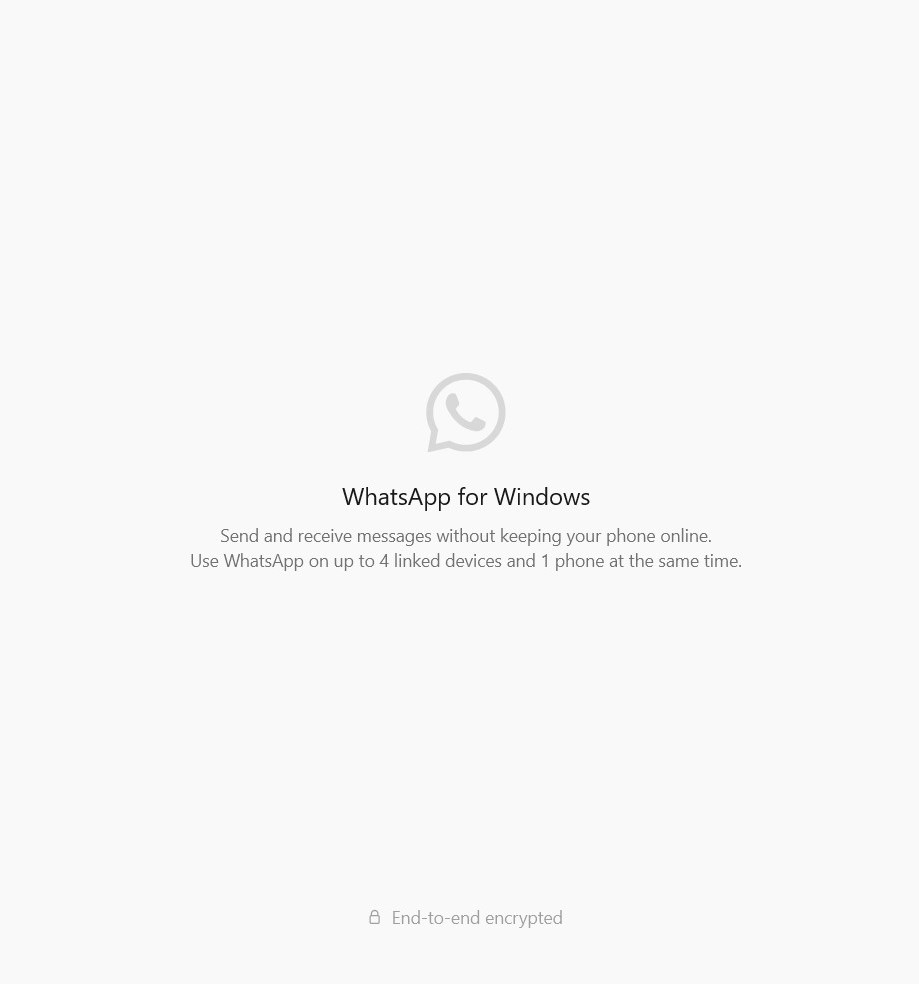 WhatsApp for Windows
Send and receive messages without keeping your phone online.
Use WhatsApp on up to 4 linked devices and 1 phone at the same time.
End-to-end encrypted